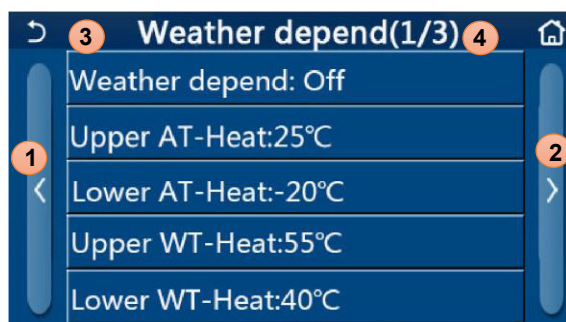 3 Weather depend(1/3) 4
Weather depend: Off
Upper AT-Heat:25℃
1 2
Lower AT-Heat:-20℃
Upper WT-Heat:55℃
Lower WT-Heat:40℃